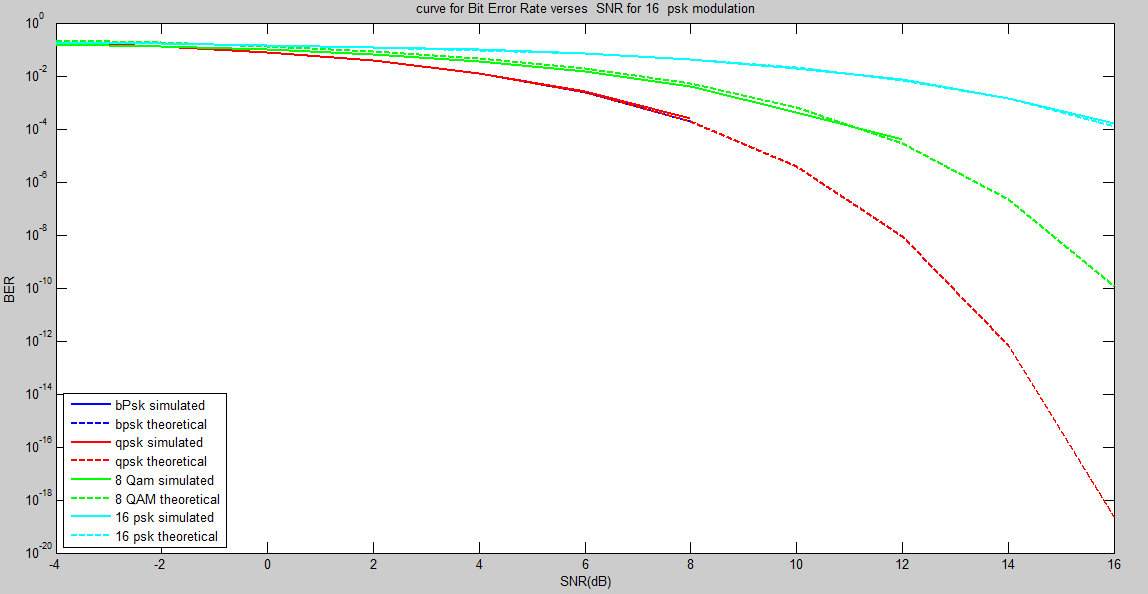 curve for Bit Error Rate verses  SNR for 16  psk modulation
10^0
10^-2
10^-4
10^-6
10^-8
10^-10
10^-12
10^-14
10^-16
10^-18
10^-20
BER
bPsk simulated
bpsk theoretical
qpsk simulated
qpsk theoretical
8 Qam simulated
8 QAM theoretical
16 psk simulated
16 psk theoretical
-4 -2 0 2 4 6 8 10 12 14 16
SNR(dB)